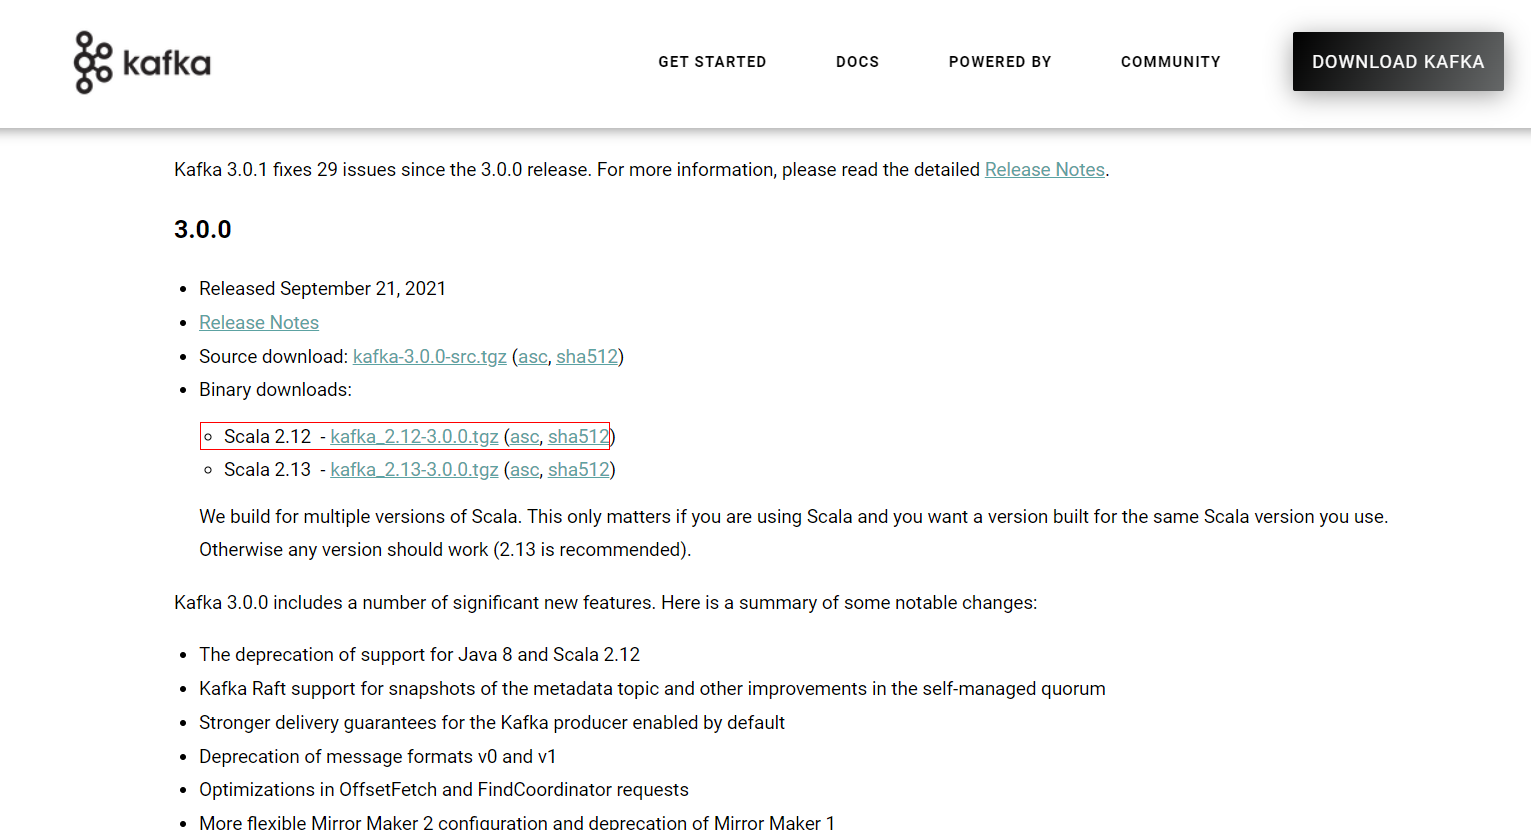 kafka
GET STARTED DOCS POWERED BY COMMUNITY DOWNLOAD KAFKA
Kafka 3.0.1 fixes 29 issues since the 3.0.0 release. For more information, please read the detailed Release Notes.
3.0.0
Released September 21, 2021
Release Notes
Source download: kafka-3.0.0-src.tgz (asc, sha512)
Binary downloads:
Scala 2.12 - kafka_2.12-3.0.0.tgz (asc, sha512)
Scala 2.13 - kafka_2.13-3.0.0.tgz (asc, sha512)
We build for multiple versions of Scala. This only matters if you are using Scala and you want a version built for the same Scala version you use.
Otherwise any version should work (2.13 is recommended).
Kafka 3.0.0 includes a number of significant new features. Here is a summary of some notable changes:
The deprecation of support for Java 8 and Scala 2.12
Kafka Raft support for snapshots of the metadata topic and other improvements in the self-managed quorum
Stronger delivery guarantees for the Kafka producer enabled by default
Deprecation of message formats v0 and v1
Optimizations in OffsetFetch and FindCoordinator requests
More flexible Mirror Maker 2 configuration and deprecation of Mirror Maker 1